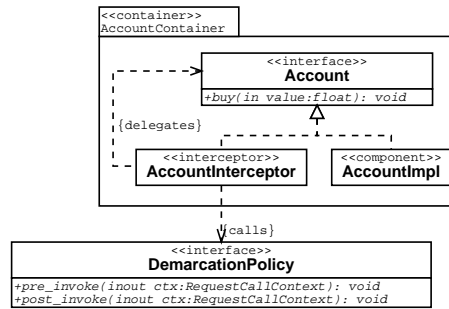 <<container>>
AccountContainer
<<interface>>
Account
+buy(in value:float): void
{delegates}
<<interceptor>>
AccountInterceptor
<<component>>
AccountImpl
{calls}
<<interface>>
DemarcationPolicy
+pre_invoke(inout ctx:RequestCallContext): void
+post_invoke(inout ctx:RequestCallContext): void